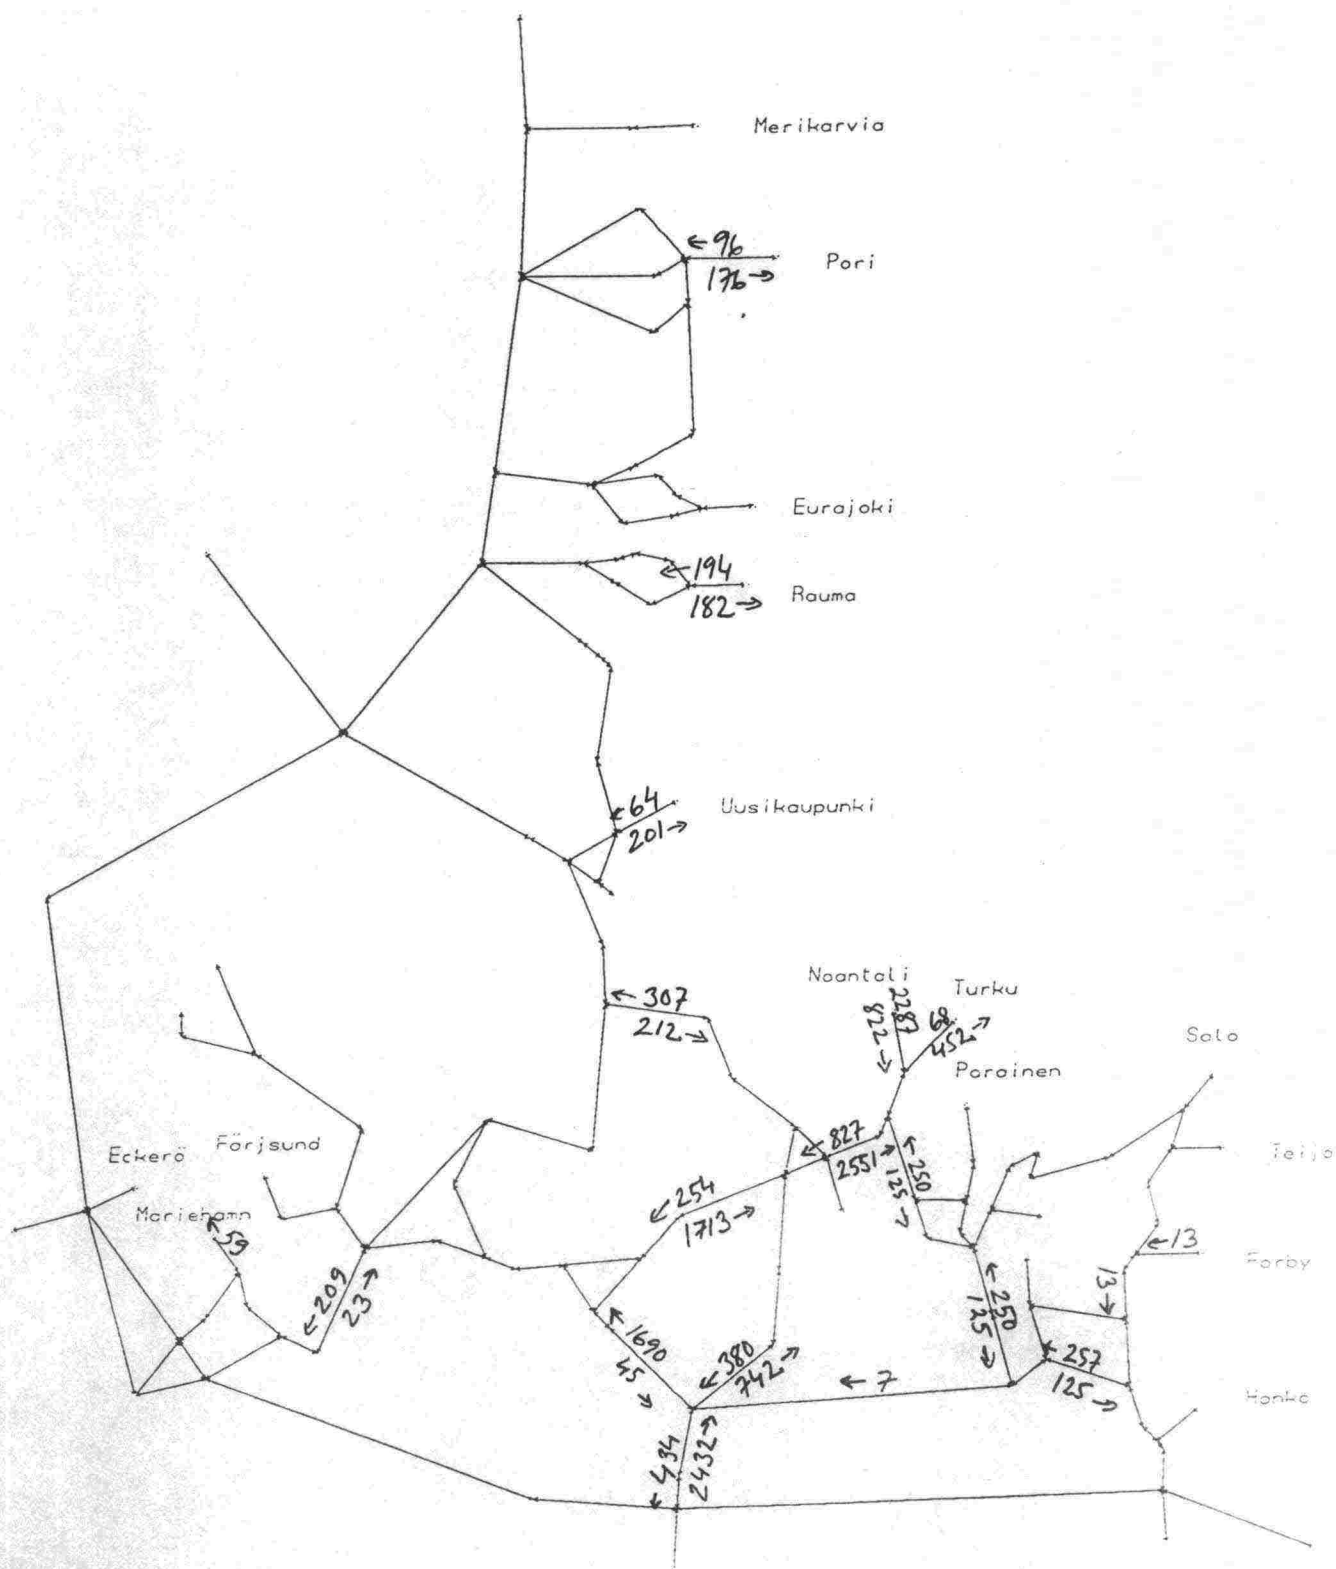 Merikarvia
←96
Pori
176→
Eurajoki
←194
Rauma
182→
←64
Uusikaupunki
201→
Naantali
Turku
←307
2287
68
212→
822→
452→
Salo
Parainen
←827
Färjsund
Eckerö
2551→
←250
Teijo
125→
←254
Mariehamn
1713→
←59
←13
Förby
13→
←209
23→
←250
125→
←1690
45→
←380
742→
←257
←7
125→
Hanko
←434
2432→